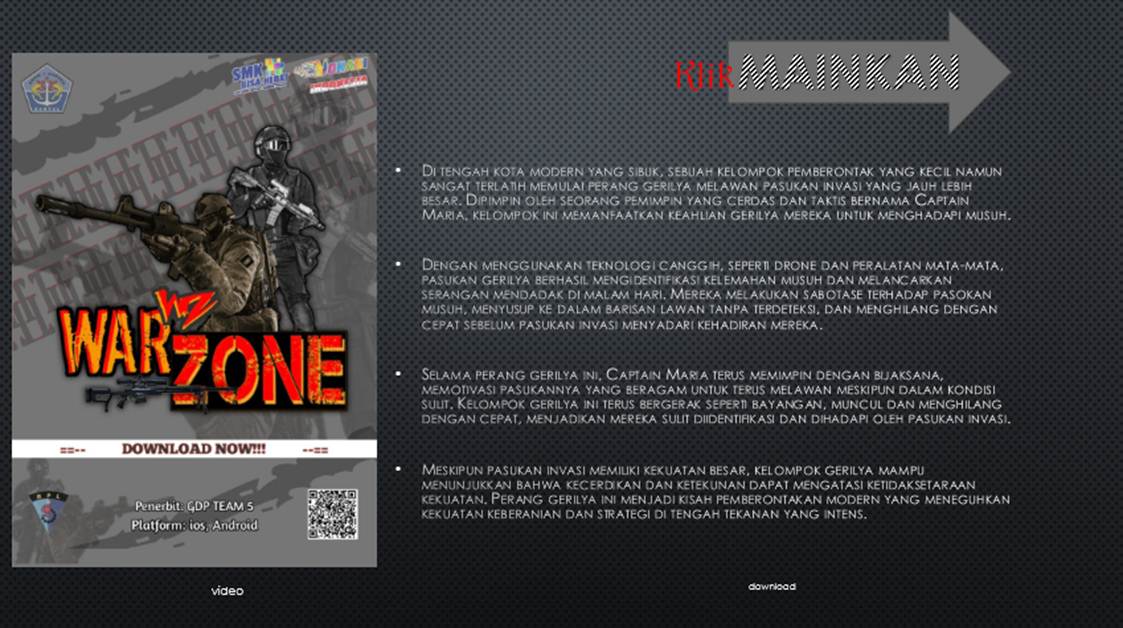 Klik MAINKAN
SMK
BISA HEBAT
WZ
WAR
ZONE
==-- DOWNLOAD NOW!!! --==
RPL
Penerbit: GDP TEAM 5
Platform: ios, Android
video
• DI TENGAH KOTA MODERN YANG SIBUK, SEBUAH KELOMPOK PEMBERONTAK YANG KECIL NAMUN
SANGAT TERLATIH MEMULAI PERANG GERILYA MELAWAN PASUKAN INVASI YANG JAUH LEBIH
BESAR. DIPIMPIN OLEH SEORANG PEMIMPIN YANG CERDAS DAN TAKTIS BERNAMA CAPTAIN
MARIA, KELOMPOK INI MEMANFAATKAN KEAHLIAN GERILYA MEREKA UNTUK MENGHADAPI MUSUH.
• DENGAN MENGGUNAKAN TEKNOLOGI CANGGIH, SEPERTI DRONE DAN PERALATAN MATA-MATA,
PASUKAN GERILYA BERHASIL MENGIDENTIFIKASI KELEMAHAN MUSUH DAN MELANCARKAN
SERANGAN MENDADAK DI MALAM HARI. MEREKA MELAKUKAN SABOTASE TERHADAP PASOKAN
MUSUH, MENYUSUP KE DALAM BARISAN LAWAN TANPA TERDETEKSI, DAN MENGHILANG DENGAN
CEPAT SEBELUM PASUKAN INVASI MENYADARI KEHADIRAN MEREKA.
• SELAMA PERANG GERILYA INI, CAPTAIN MARIA TERUS MEMIMPIN DENGAN BIJAKSANA,
MEMOTIVASI PASUKANNYA YANG BERAGAM UNTUK TERUS MELAWAN MESKIPUN DALAM KONDISI
SULIT. KELOMPOK GERILYA INI TERUS BERGERAK SEPERTI BAYANGAN, MUNCUL DAN MENGHILANG
DENGAN CEPAT, MENJADIKAN MEREKA SULIT DIIDENTIFIKASI DAN DIHADAPI OLEH PASUKAN INVASI.
• MESKIPUN PASUKAN INVASI MEMILIKI KEKUATAN BESAR, KELOMPOK GERILYA MAMPU
MENUNJUKKAN BAHWA KECERDIKAN DAN KETEKUNAN DAPAT MENGATASI KETIDAKSETARAAN
KEKUATAN. PERANG GERILYA INI MENJADI KISAH PEMBERONTAKAN MODERN YANG MENEGUHKAN
KEKUATAN KEBERANIAN DAN STRATEGI DI TENGAH TEKANAN YANG INTENS.
download